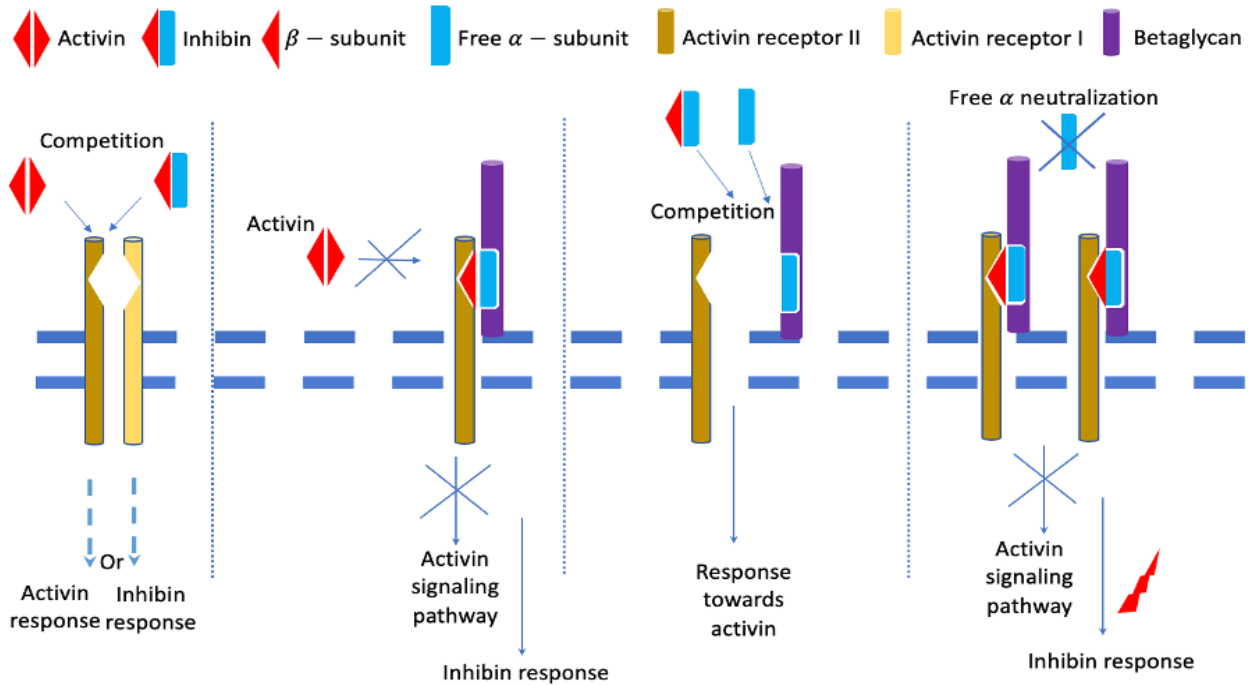 Activin
Inhibin
β − subunit
Free α − subunit
Activin receptor II
Activin receptor I
Betaglycan
Competition
Or
Activin
response
Inhibin
response
Activin
Activin
signaling
pathway
Inhibin response
Competition
Response
towards
activin
Free α neutralization
Activin
signaling
pathway
Inhibin response